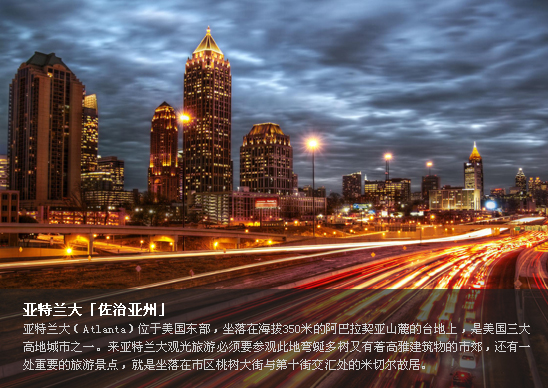 亚特兰大「佐治亚州」
亚特兰大(Atlanta)位于美国东部,坐落在海拔350米的阿巴拉契亚山麓的台地上,是美国三大
高地城市之一。来亚特兰大观光旅游必须要参观此地弯蜒多树又有着高雅建筑物的市郊,还有一
处重要的旅游景点,就是坐落在市区桃树大街与第十街交汇处的米切尔故居。